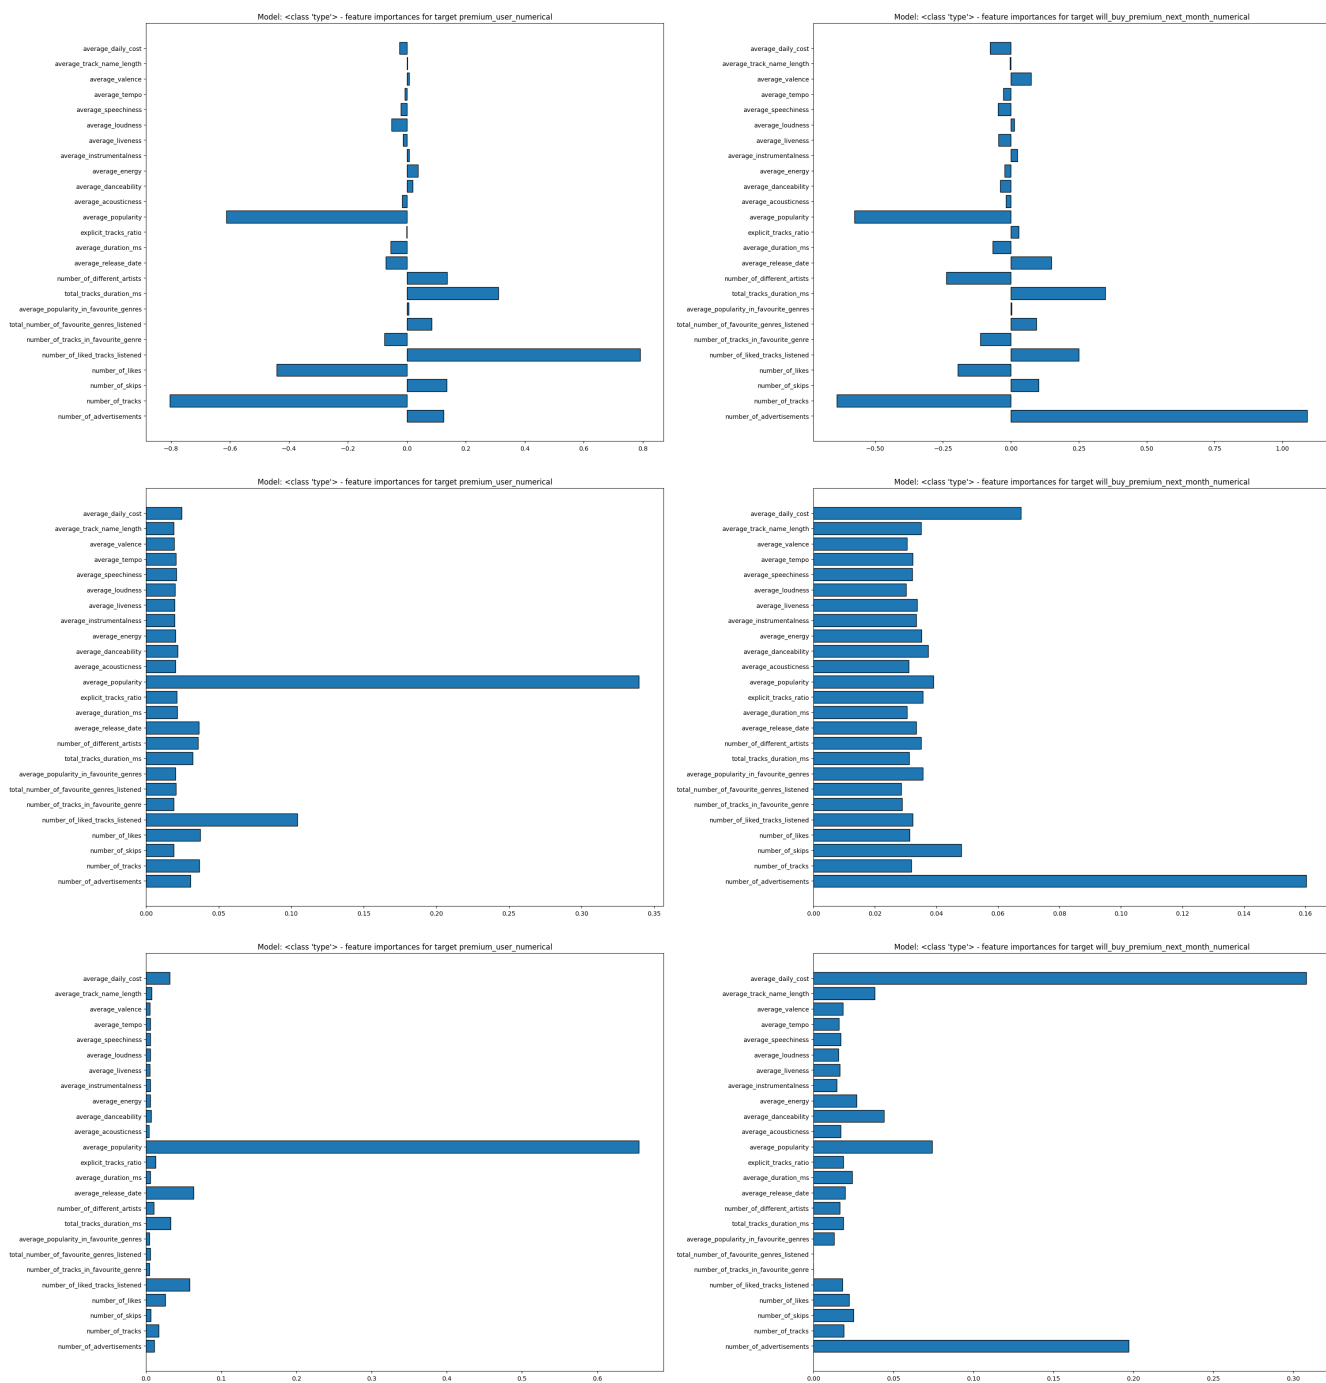 Model: <class 'type'> - feature importances for target premium_user_numerical
average_daily_cost
average_track_name_length
average_valence
average_tempo
average_speechiness
average_loudness
average_liveness
average_instrumentalness
average_energy
average_danceability
average_acousticness
average_popularity
explicit_tracks_ratio
average_duration_ms
average_release_date
number_of_different_artists
total_tracks_duration_ms
average_popularity_in_favourite_genres
total_number_of_favourite_genres_listened
number_of_tracks_in_favourite_genre
number_of_liked_tracks_listened
number_of_likes
number_of_skips
number_of_tracks
number_of_advertisements
−0.8 −0.6 −0.4 −0.2 0.0 0.2 0.4 0.6 0.8
Model: <class 'type'> - feature importances for target will_buy_premium_next_month_numerical
average_daily_cost
average_track_name_length
average_valence
average_tempo
average_speechiness
average_loudness
average_liveness
average_instrumentalness
average_energy
average_danceability
average_acousticness
average_popularity
explicit_tracks_ratio
average_duration_ms
average_release_date
number_of_different_artists
total_tracks_duration_ms
average_popularity_in_favourite_genres
total_number_of_favourite_genres_listened
number_of_tracks_in_favourite_genre
number_of_liked_tracks_listened
number_of_likes
number_of_skips
number_of_tracks
number_of_advertisements
−0.50 −0.25 0.00 0.25 0.50 0.75 1.00
Model: <class 'type'> - feature importances for target premium_user_numerical
average_daily_cost
average_track_name_length
average_valence
average_tempo
average_speechiness
average_loudness
average_liveness
average_instrumentalness
average_energy
average_danceability
average_acousticness
average_popularity
explicit_tracks_ratio
average_duration_ms
average_release_date
number_of_different_artists
total_tracks_duration_ms
average_popularity_in_favourite_genres
total_number_of_favourite_genres_listened
number_of_tracks_in_favourite_genre
number_of_liked_tracks_listened
number_of_likes
number_of_skips
number_of_tracks
number_of_advertisements
0.00 0.05 0.10 0.15 0.20 0.25 0.30 0.35
Model: <class 'type'> - feature importances for target will_buy_premium_next_month_numerical
average_daily_cost
average_track_name_length
average_valence
average_tempo
average_speechiness
average_loudness
average_liveness
average_instrumentalness
average_energy
average_danceability
average_acousticness
average_popularity
explicit_tracks_ratio
average_duration_ms
average_release_date
number_of_different_artists
total_tracks_duration_ms
average_popularity_in_favourite_genres
total_number_of_favourite_genres_listened
number_of_tracks_in_favourite_genre
number_of_liked_tracks_listened
number_of_likes
number_of_skips
number_of_tracks
number_of_advertisements
0.00 0.02 0.04 0.06 0.08 0.10 0.12 0.14 0.16
Model: <class 'type'> - feature importances for target premium_user_numerical
average_daily_cost
average_track_name_length
average_valence
average_tempo
average_speechiness
average_loudness
average_liveness
average_instrumentalness
average_energy
average_danceability
average_acousticness
average_popularity
explicit_tracks_ratio
average_duration_ms
average_release_date
number_of_different_artists
total_tracks_duration_ms
average_popularity_in_favourite_genres
total_number_of_favourite_genres_listened
number_of_tracks_in_favourite_genre
number_of_liked_tracks_listened
number_of_likes
number_of_skips
number_of_tracks
number_of_advertisements
0.0 0.1 0.2 0.3 0.4 0.5 0.6
Model: <class 'type'> - feature importances for target will_buy_premium_next_month_numerical
average_daily_cost
average_track_name_length
average_valence
average_tempo
average_speechiness
average_loudness
average_liveness
average_instrumentalness
average_energy
average_danceability
average_acousticness
average_popularity
explicit_tracks_ratio
average_duration_ms
average_release_date
number_of_different_artists
total_tracks_duration_ms
average_popularity_in_favourite_genres
total_number_of_favourite_genres_listened
number_of_tracks_in_favourite_genre
number_of_liked_tracks_listened
number_of_likes
number_of_skips
number_of_tracks
number_of_advertisements
0.00 0.05 0.10 0.15 0.20 0.25 0.30